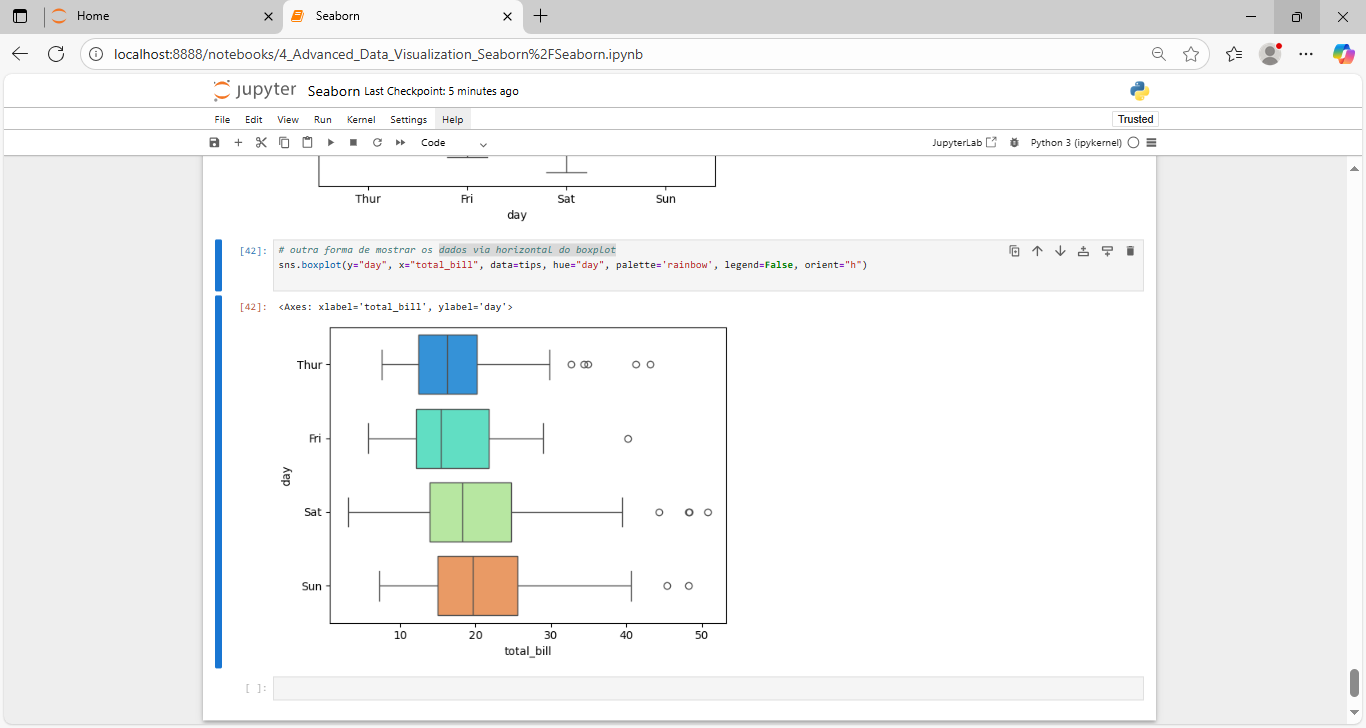 Home
Seaborn
localhost:8888/notebooks/4_Advanced_Data_Visualization_Seaborn%2FSeaborn.ipynb
jupyter Seaborn Last Checkpoint: 5 minutes ago
File Edit View Run Kernel Settings Help Trusted
Code JupyterLab Python 3 (ipykernel)
Thur Fri Sat Sun
day
[42]: # outra forma de mostrar os dados via horizontal do boxplot
sns.boxplot(y="day", x="total_bill", data=tips, hue="day", palette='rainbow', legend=False, orient="h")
[42]: <Axes: xlabel='total_bill', ylabel='day'>
Thur
Fri
day
Sat
Sun
10 20 30 40 50
total_bill
[ ]: